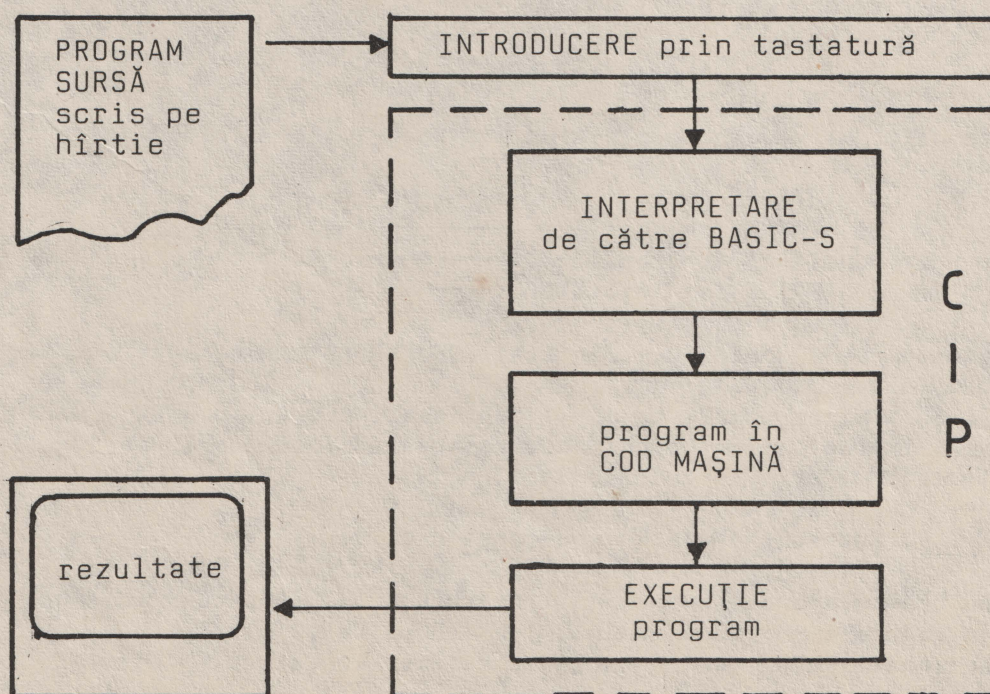 PROGRAM
SURSĂ
scris pe
hîrtie
INTRODUCERE prin tastatură
INTERPRETARE
de către BASIC-S
C
I
P
program în
COD MAŞINĂ
rezultate
EXECUŢIE
program